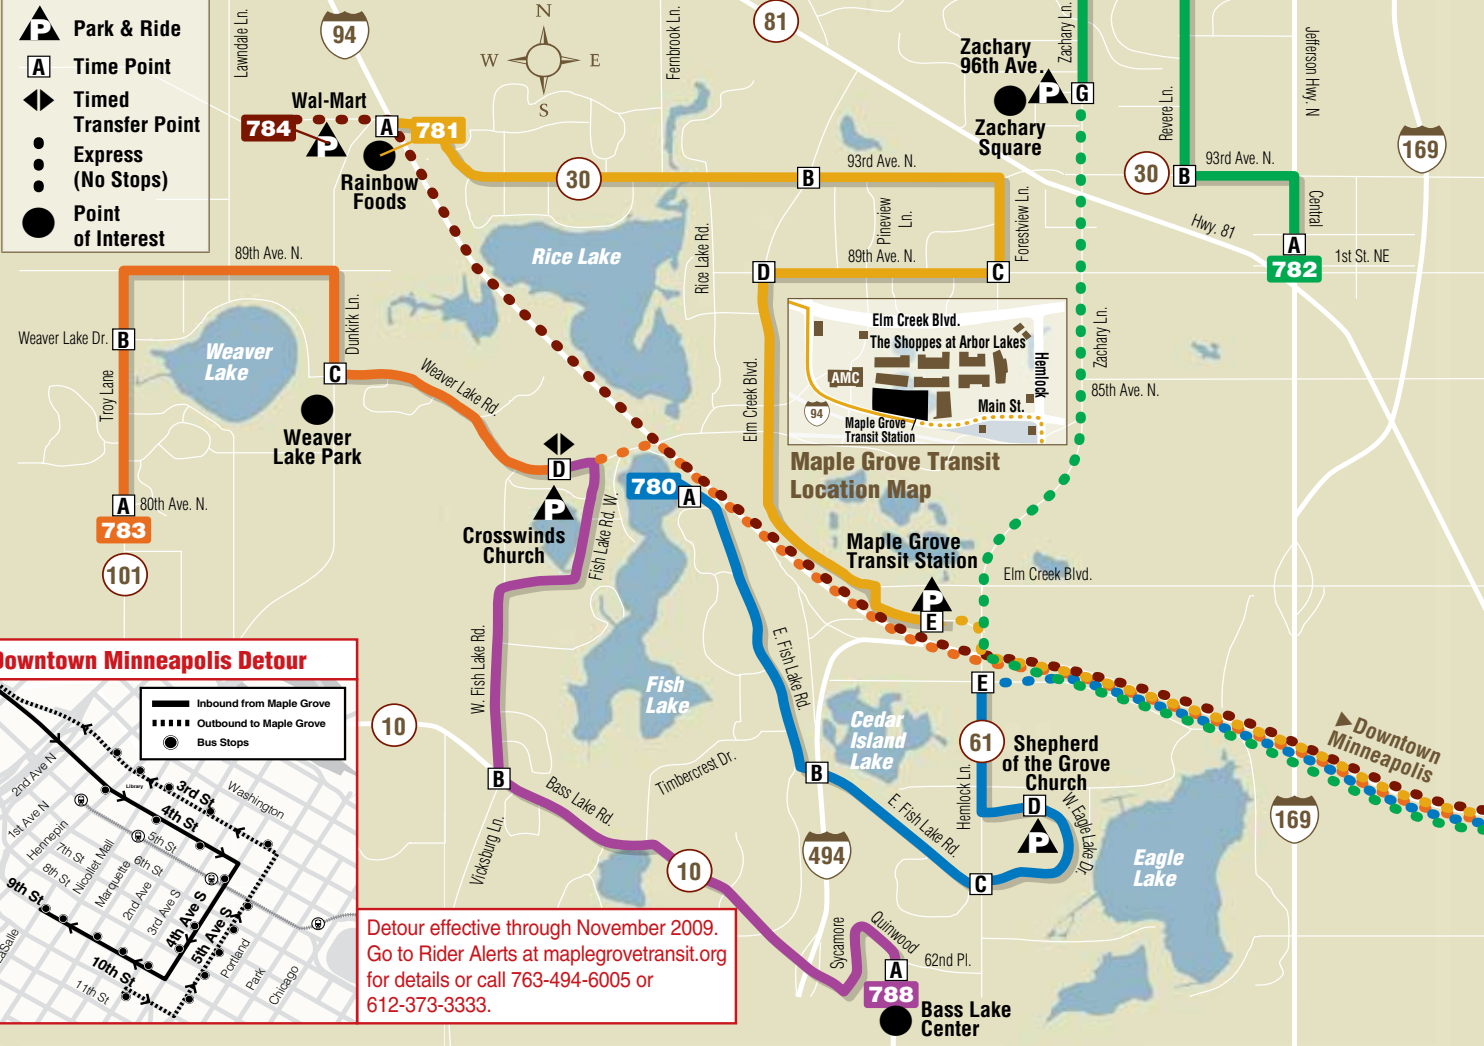 Park & Ride
A
Time Point
Timed
Transfer Point
Express
(No Stops)
Point
of Interest
P
Lawndale Ln.
94
N
W
E
S
Fernbrook Ln.
81
Zachary
96th Ave.
P
G
Zachary Ln.
Zachary
Square
Revere Ln.
Jefferson Hwy. N
169
Wal-Mart
784
P
A
781
Rainbow
Foods
30
93rd Ave. N.
B
30
B
93rd Ave. N.
Central
Hwy. 81
A
1st St. NE
782
Pineview
Ln.
Forestview Ln.
Rice Lake Rd.
89th Ave. N.
D
C
Rice Lake
89th Ave. N.
Weaver Lake Dr.
B
Troy Lane
Weaver
Lake
Dunkirk Ln.
C
Weaver Lake Rd.
Weaver
Lake Park
A
80th Ave. N.
783
101
Elm Creek Blvd.
The Shoppes at Arbor Lakes
AMC
Hemlock
94
Main St.
Maple Grove
Transit Station
Maple Grove Transit
Location Map
Elm Creek Blvd.
Zachary Ln.
85th Ave. N.
D
P
Crosswinds
Church
Fish Lake Rd. W.
780
A
Maple Grove
Transit Station
P
E
Elm Creek Blvd.
W. Fish Lake Rd.
E. Fish Lake Rd.
Fish
Lake
Cedar
Island
Lake
E
61
Hemlock Ln.
Shepherd
of the Grove
Church
D
P
W. Eagle Lake Dr.
C
E. Fish Lake Rd.
B
494
Eagle
Lake
Downtown
Minneapolis
169
10
B
Bass Lake Rd.
Timbercrest Dr.
Vicksburg Ln.
10
Sycamore
Quinwood
A
62nd Pl.
788
Bass Lake
Center
Downtown Minneapolis Detour
Inbound from Maple Grove
Outbound to Maple Grove
Bus Stops
2nd Ave N
1st Ave N
Hennepin
7th St
8th St
9th St
Nicollet Mall
Marquette
2nd Ave
3rd Ave S
4th Ave S
5th Ave S
Portland
Park
Chicago
Library
3rd St
4th St
5th St
6th St
Washington
LaSalle
10th St
11th St
Detour effective through November 2009.
Go to Rider Alerts at maplegrovetransit.org
for details or call 763-494-6005 or
612-373-3333.